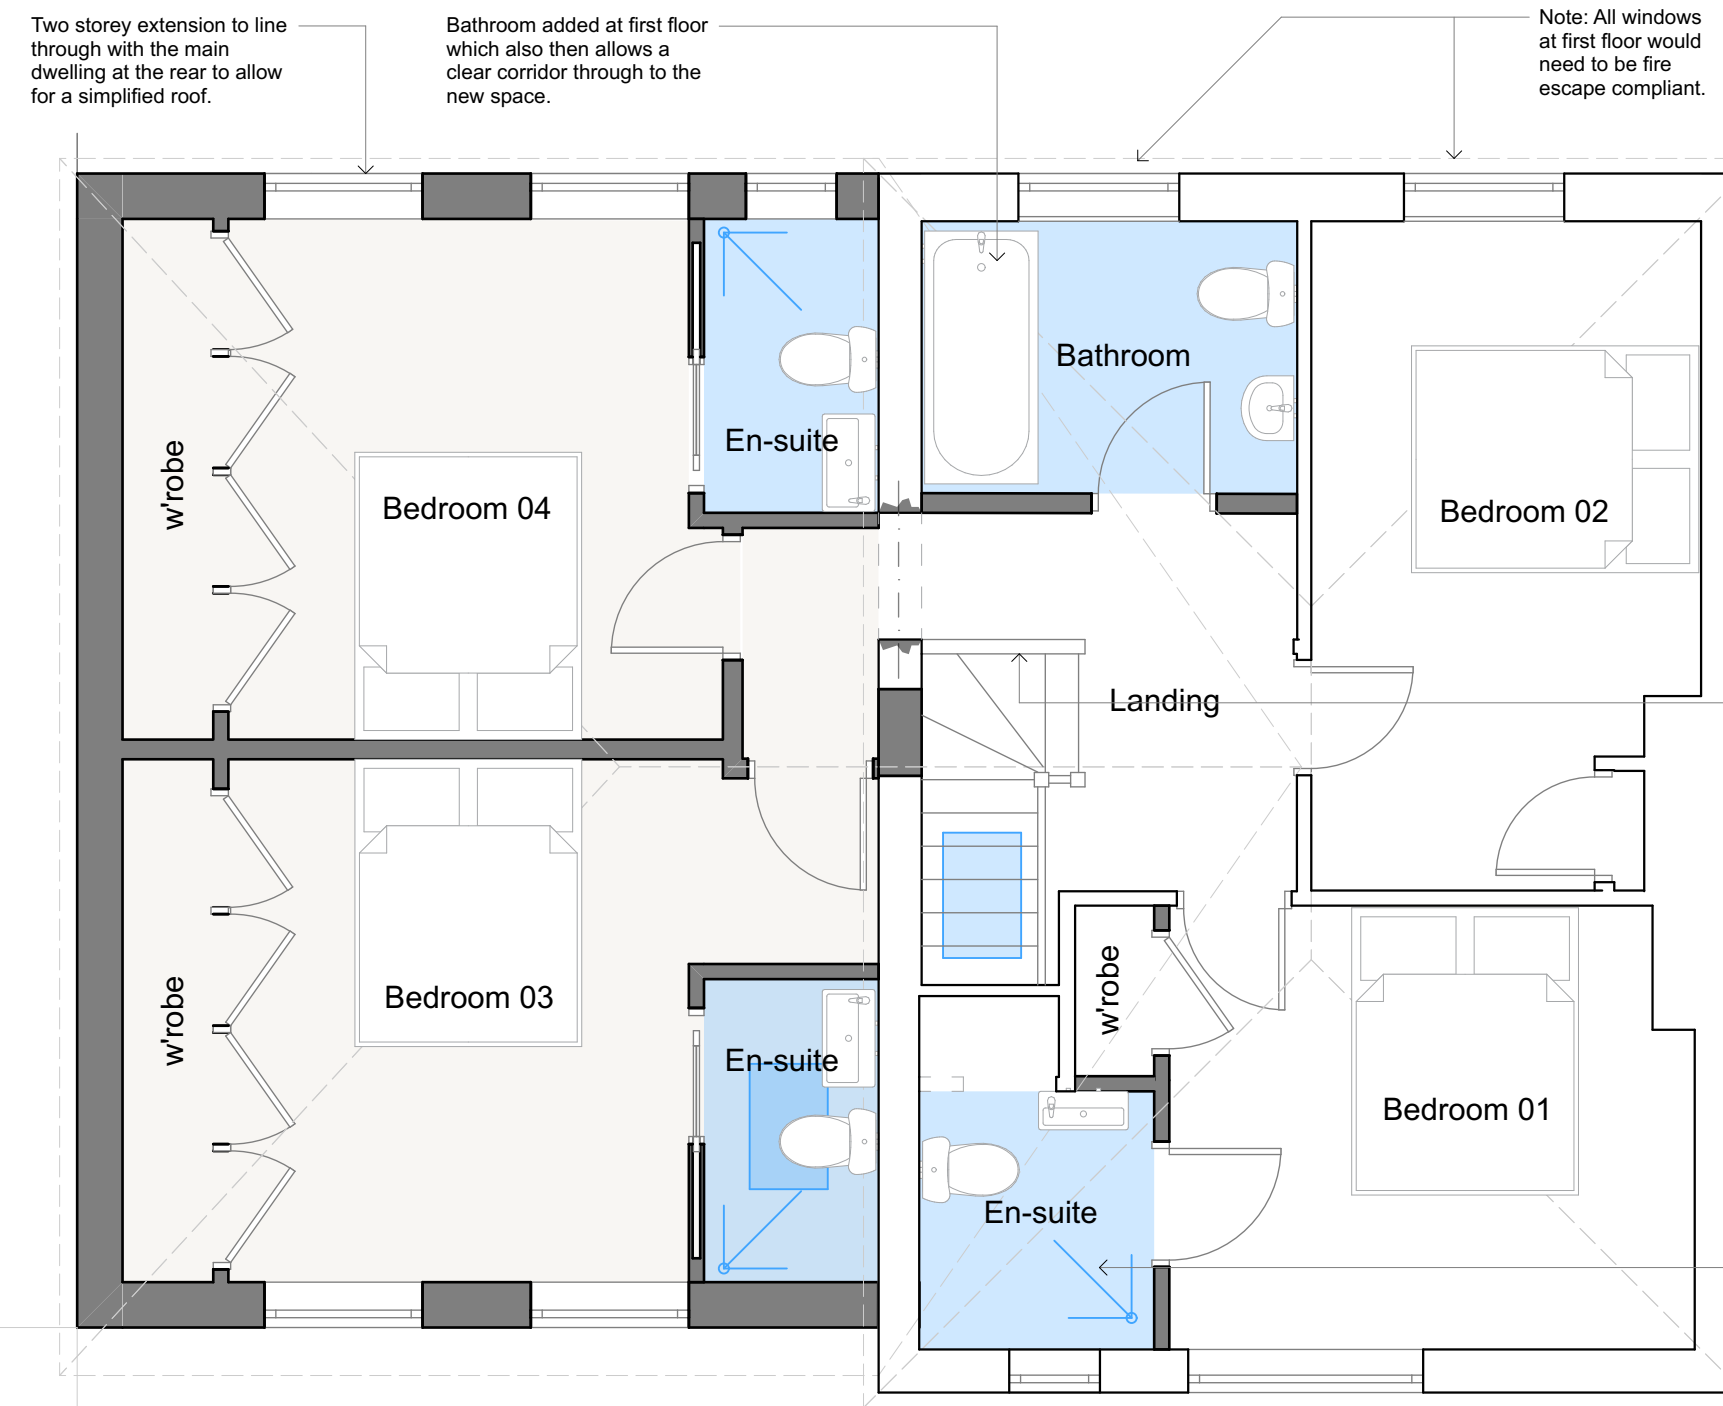 Two storey extension to line
through with the main
dwelling at the rear to allow
for a simplified roof.
Bathroom added at first floor
which also then allows a
clear corridor through to the
new space.
Note: All windows
at first floor would
need to be fire
escape compliant.
Bathroom
En-suite
w'robe
Bedroom 04
Bedroom 02
Landing
w'robe
Bedroom 03
w'robe
En-suite
Bedroom 01
En-suite